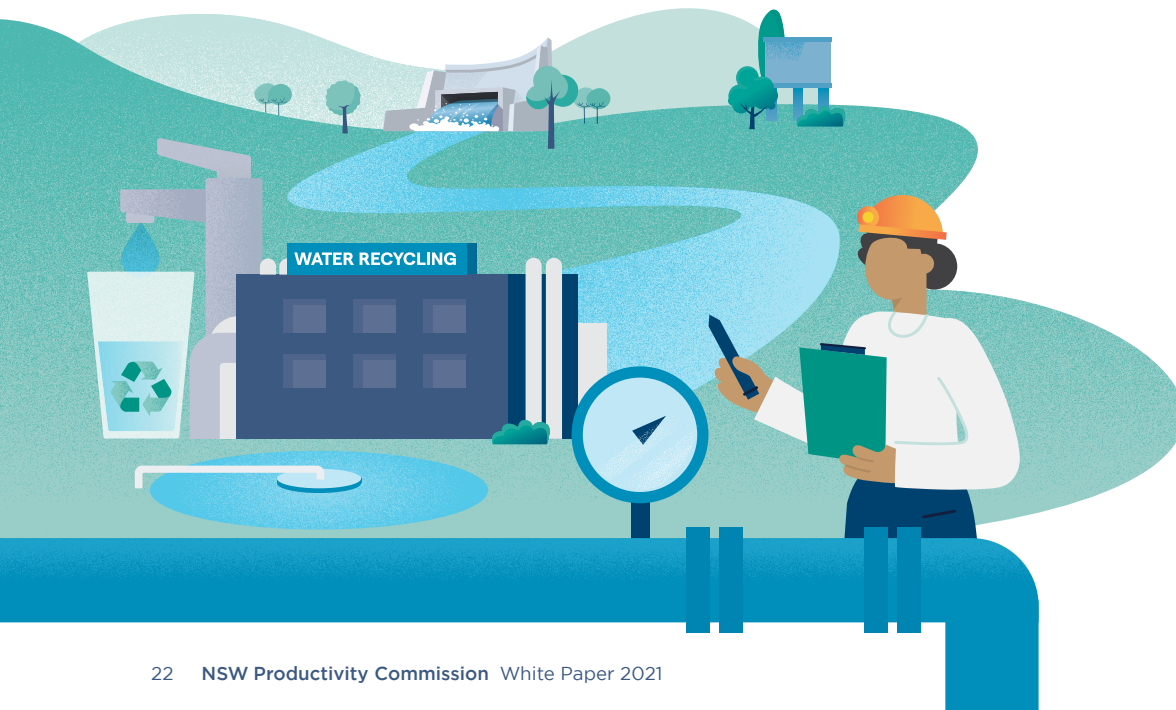 WATER RECYCLING
22 NSW Productivity Commission White Paper 2021